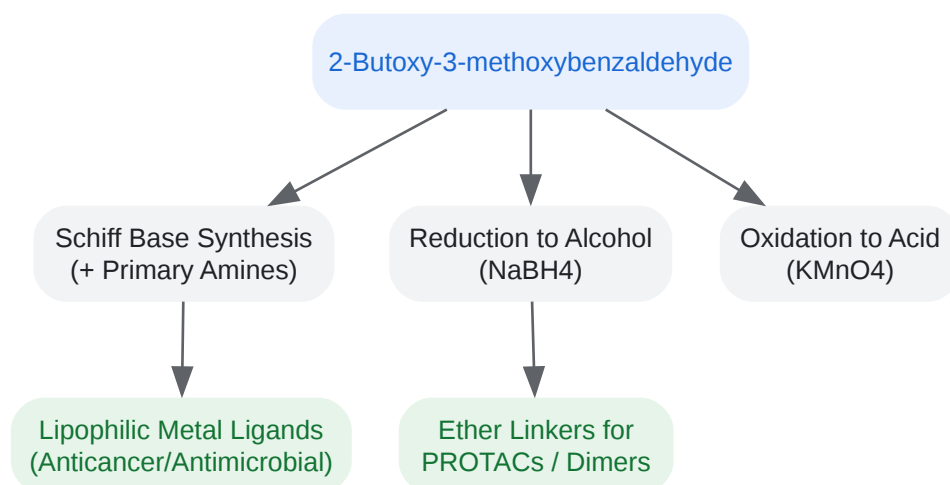 2-Butoxy-3-methoxybenzaldehyde
Schiff Base Synthesis
(+ Primary Amines)
Reduction to Alcohol
(NaBH4)
Oxidation to Acid
(KMnO4)
Lipophilic Metal Ligands
(Anticancer/Antimicrobial)
Ether Linkers for
PROTACs / Dimers